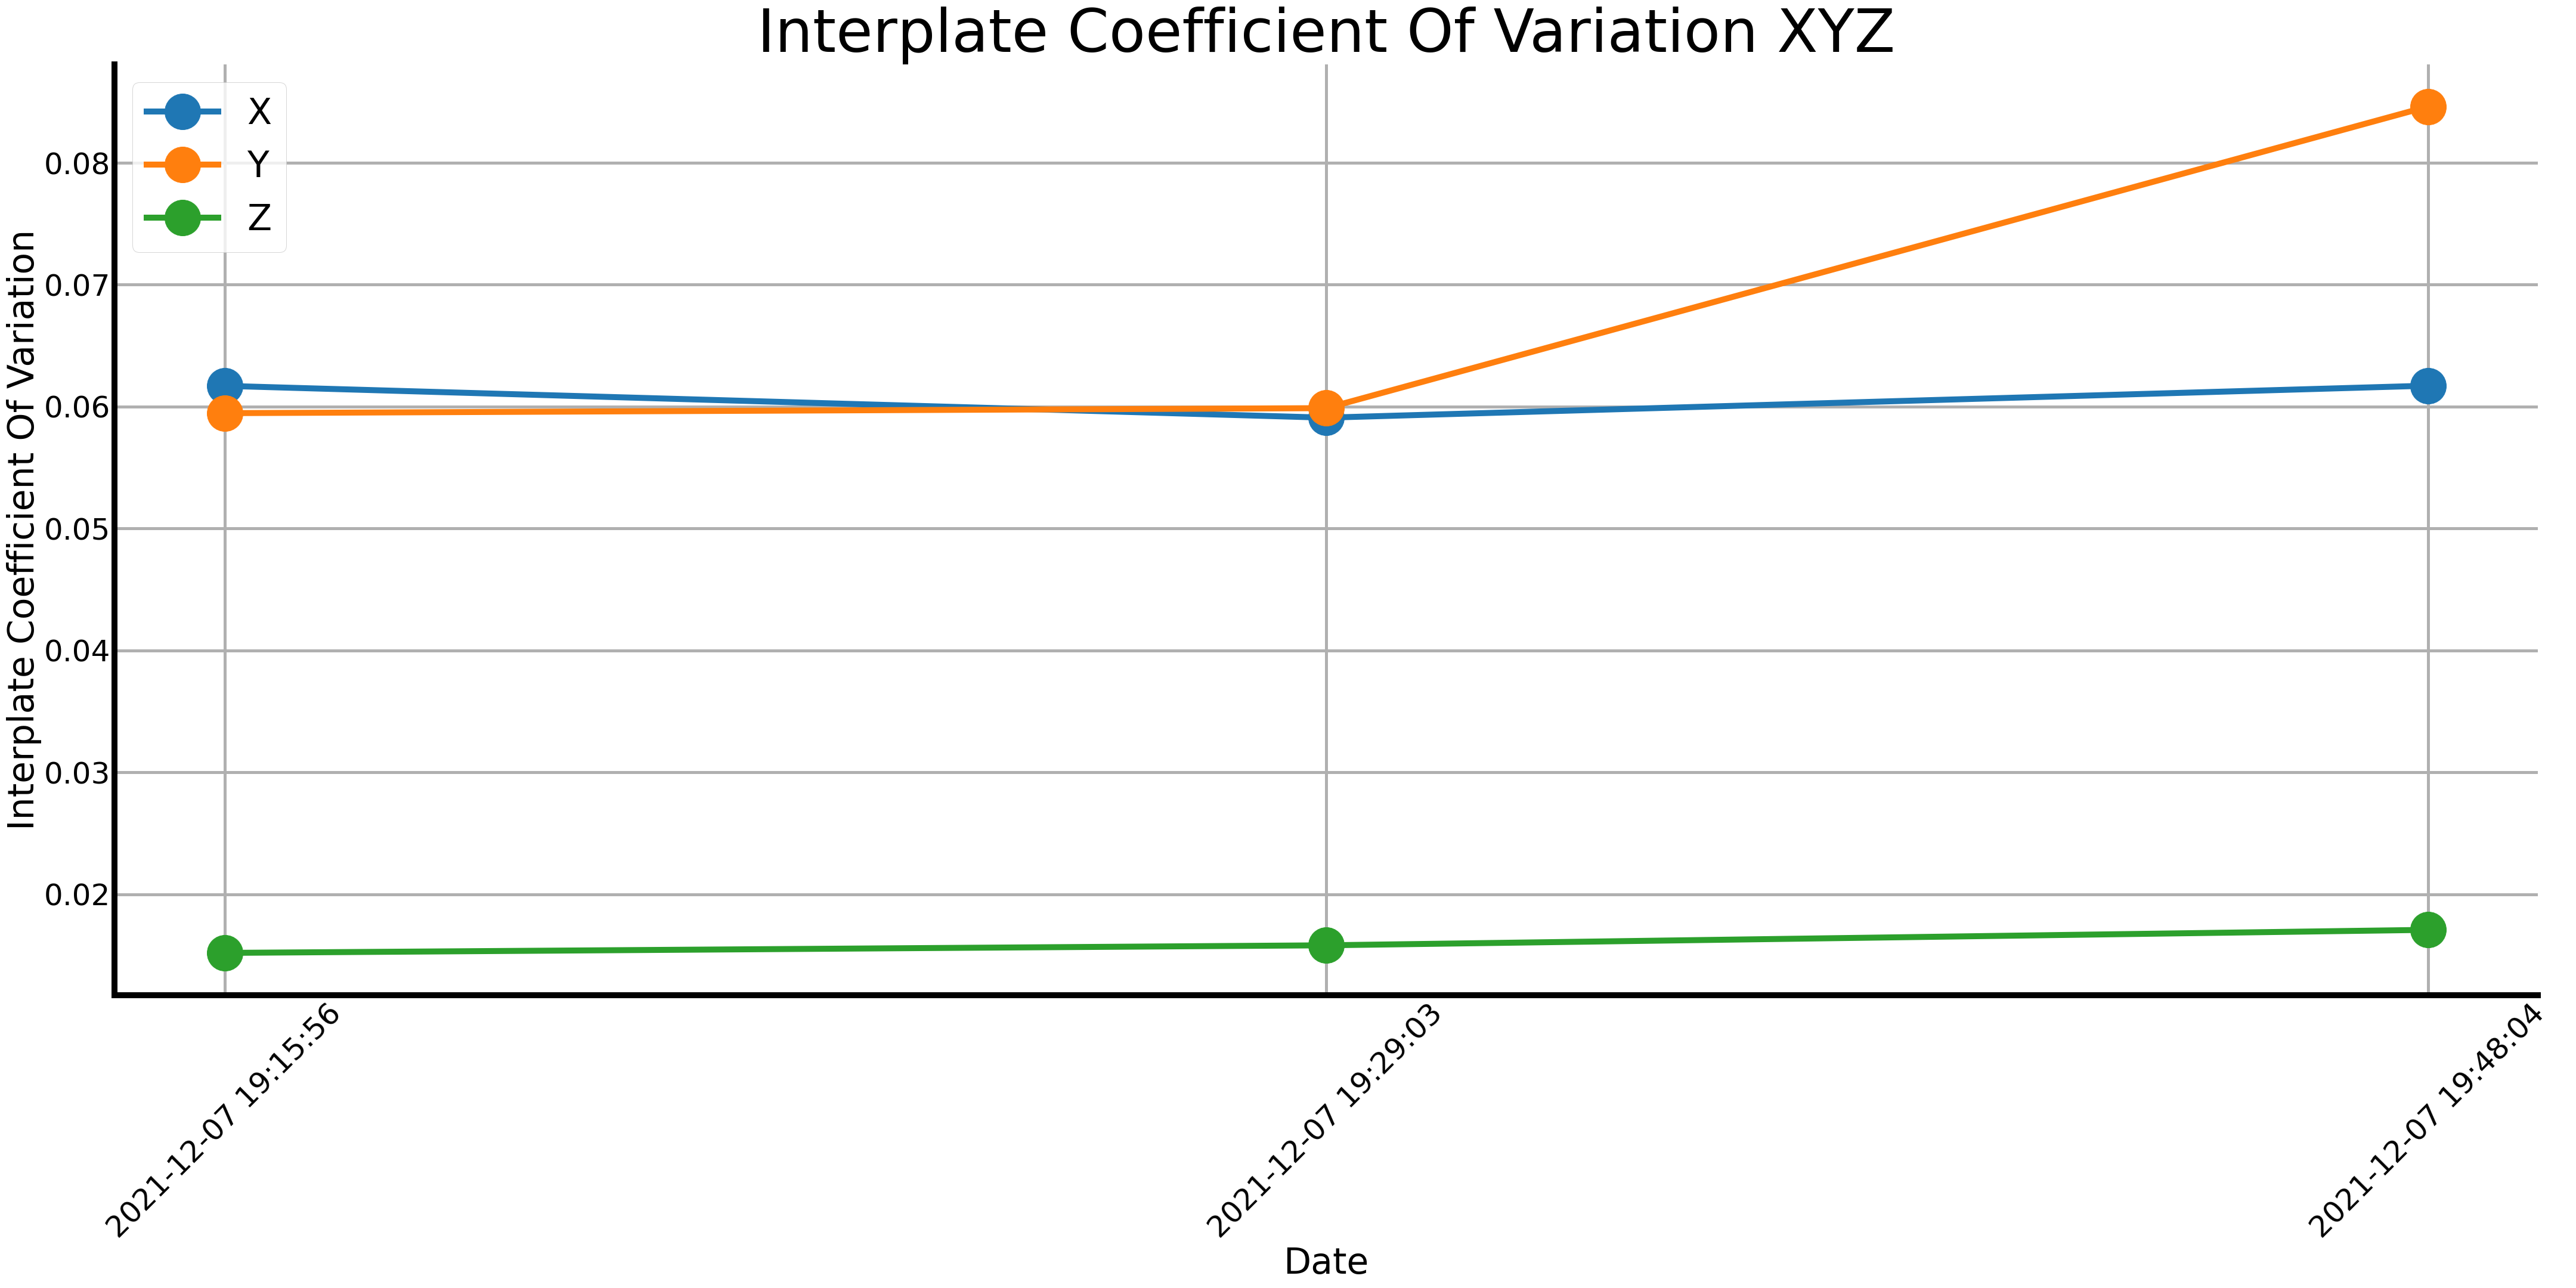 Interplate Coefficient Of Variation XYZ
X
Y
Z
Interplate Coefficient Of Variation
0.08
0.07
0.06
0.05
0.04
0.03
0.02
2021-12-07 19:15:56
2021-12-07 19:29:03
2021-12-07 19:48:04
Date